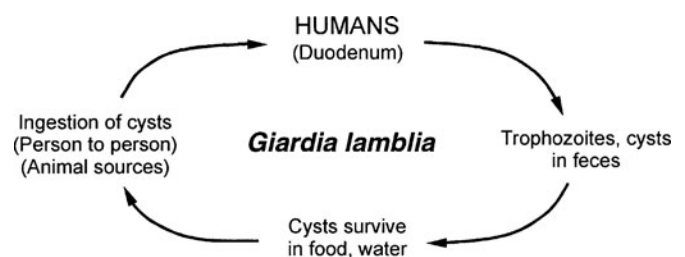 HUMANS
(Duodenum)
Ingestion of cysts
(Person to person)
(Animal sources)
Giardia lamblia
Trophozoites, cysts
in feces
Cysts survive
in food, water